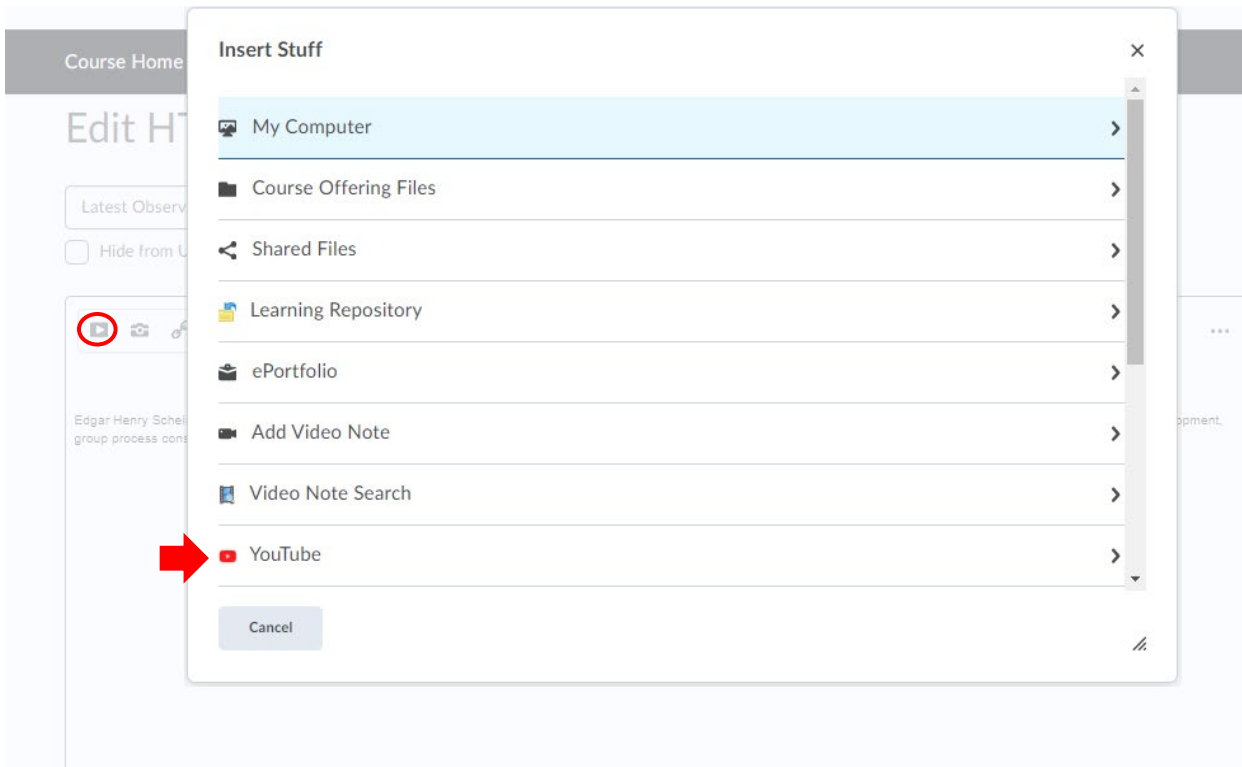 Insert Stuff
Course Home
Edit HT
My Computer
Course Offering Files
Latest Observ
Shared Files
Hide from U
Learning Repository
ePortfolio
Edgar Henry Schei
opment,
group process cons
Add Video Note
Video Note Search
YouTube
Cancel